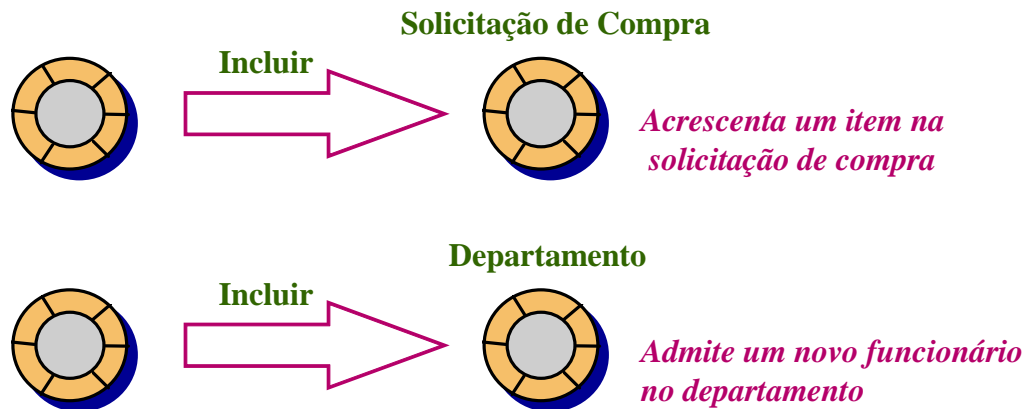 Solicitação de Compra
Incluir
Acrescenta um item na
solicitação de compra
Departamento
Incluir
Admite um novo funcionário
no departamento